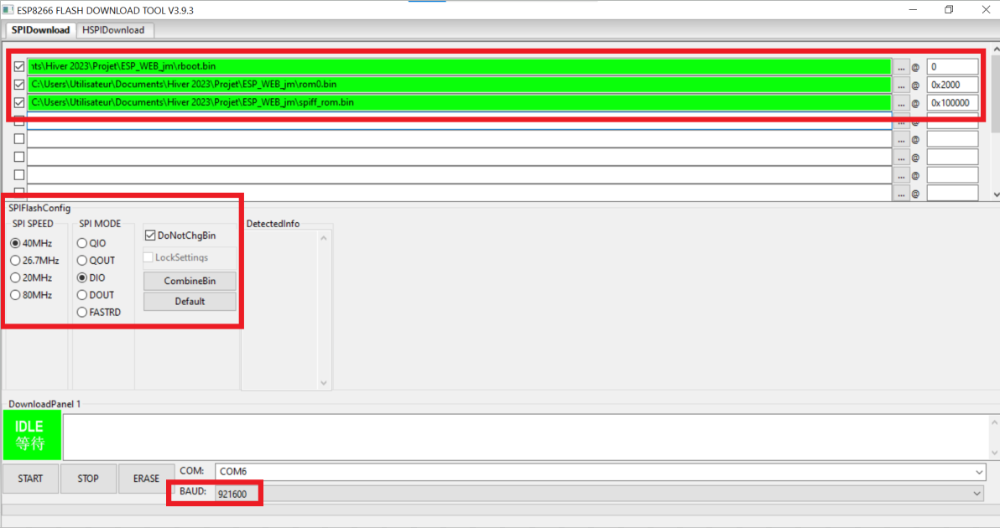 ESP8266 FLASH DOWNLOAD TOOL V3.9.3
SPIDownload HSPIDownload
ıts\Hiver 2023\Projet\ESP_WEB_jm\rboot.bin ... @ 0
C:\Users\Utilisateur\Documents\Hiver 2023\Projet\ESP_WEB_jm\rom0.bin ... @ 0x2000
C:\Users\Utilisateur\Documents\Hiver 2023\Projet\ESP_WEB_jm\spiff_rom.bin ... @ 0x100000
... @
... @
... @
... @
... @
SPIFlashConfig
SPI SPEED SPI MODE DetectedInfo
40MHz QIO DoNotChgBin
26.7MHz QOUT LockSettings
20MHz DIO CombineBin
80MHz DOUT Default
FASTRD
DownloadPanel 1
IDLE
等待
START STOP ERASE COM: COM6
BAUD: 921600